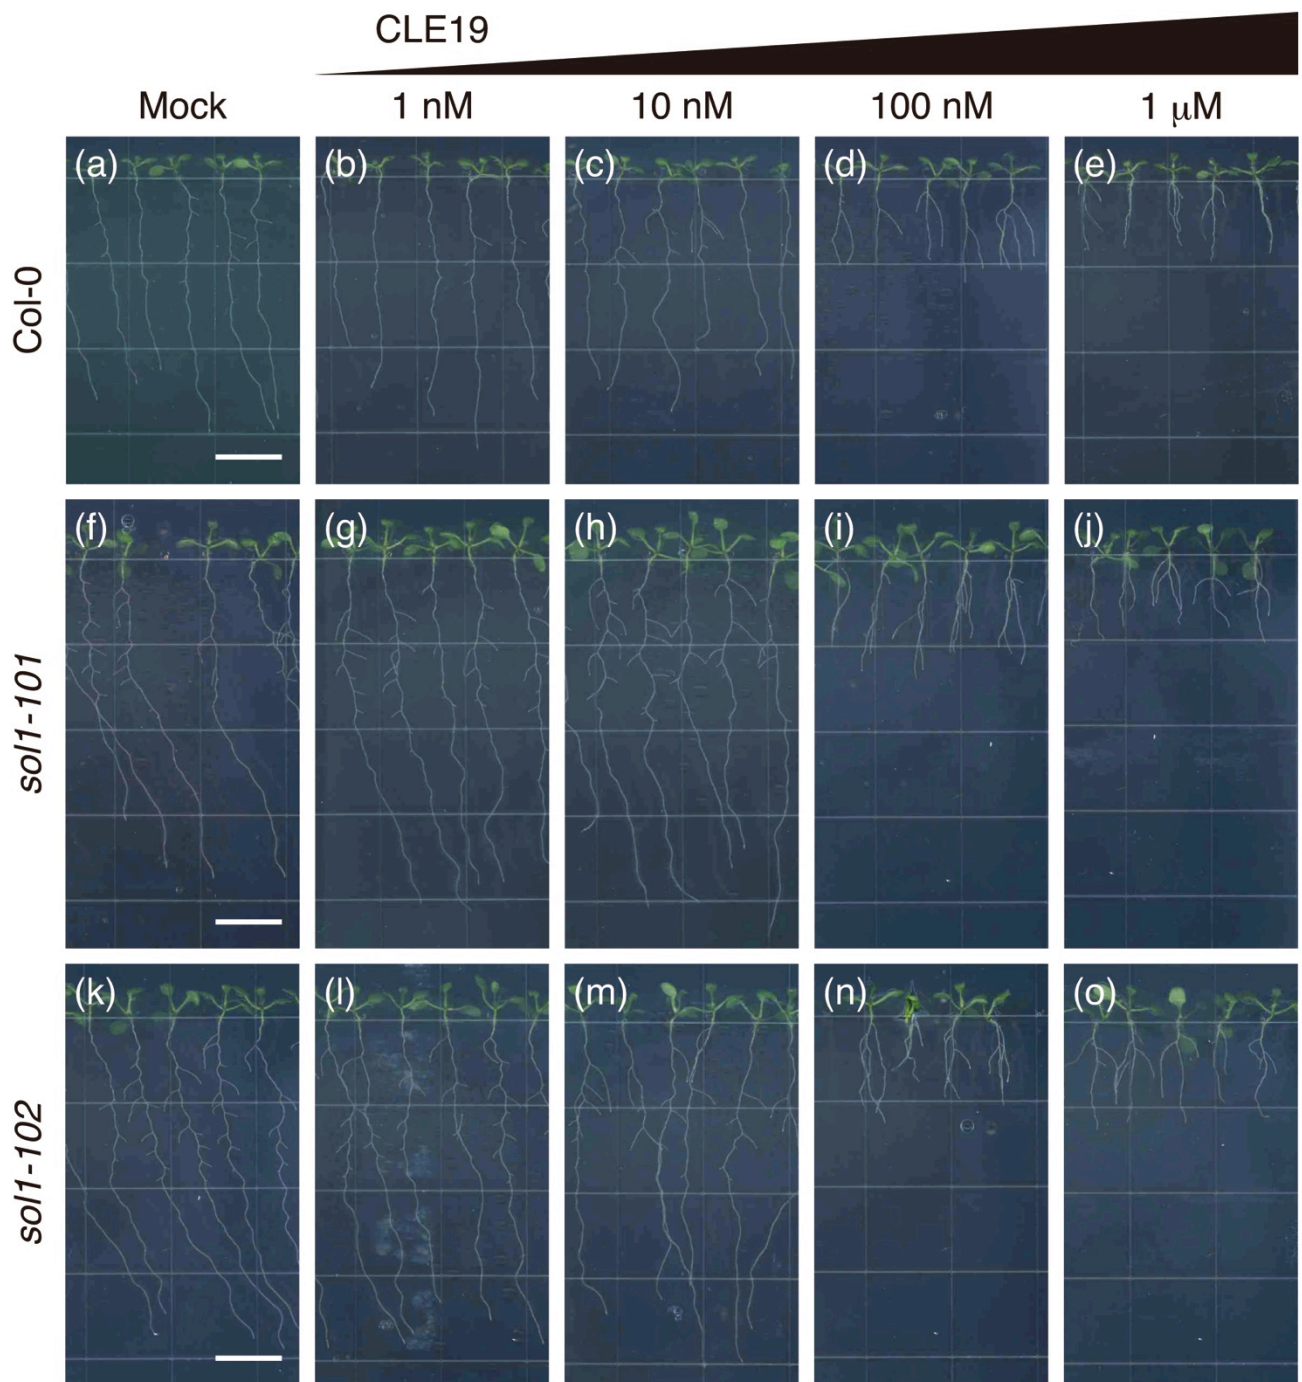 CLE19
Mock 1 nM 10 nM 100 nM 1 μM
Col-0
(a) (b) (c) (d) (e)
sol1-101
(f) (g) (h) (i) (j)
sol1-102
(k) (l) (m) (n) (o)